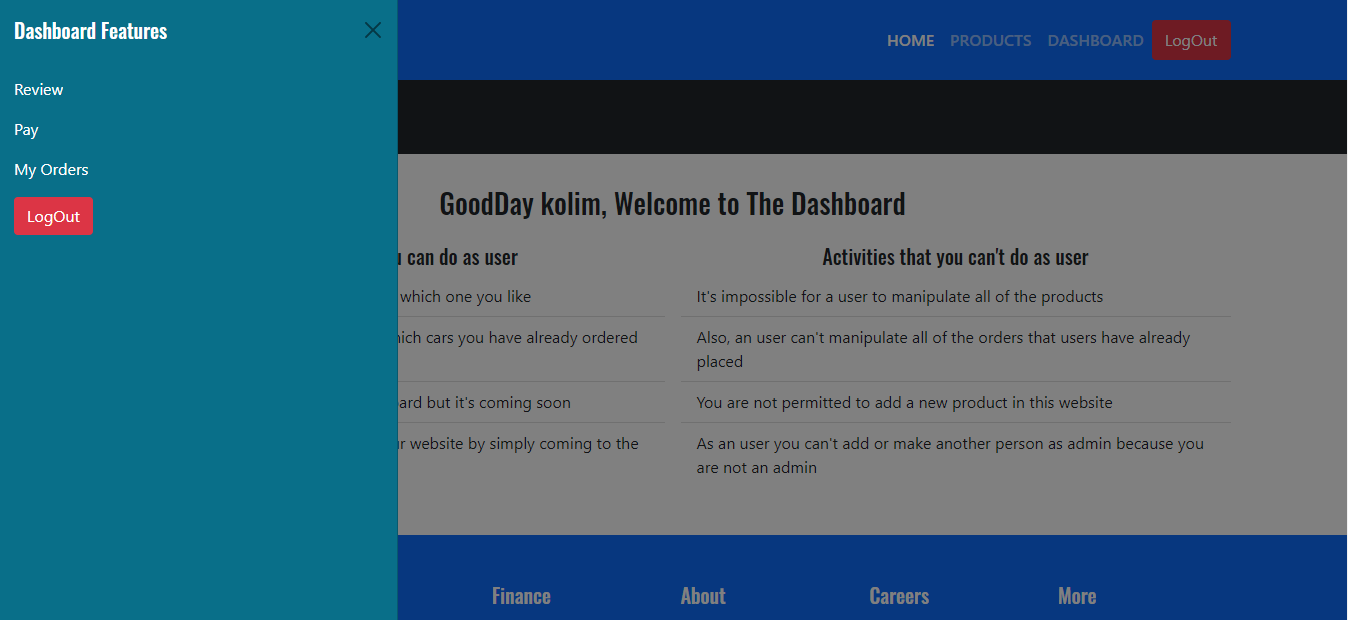 Dashboard Features
Review
Pay
My Orders
LogOut
HOME PRODUCTS DASHBOARD LogOut
GoodDay kolim, Welcome to The Dashboard
can do as user
which one you like
cars you have already ordered
but it's coming soon
website by simply coming to the
Activities that you can't do as user
It's impossible for a user to manipulate all of the products
Also, an user can't manipulate all of the orders that users have already
placed
You are not permitted to add a new product in this website
As an user you can't add or make another person as admin because you
are not an admin
Finance
About
Careers
More